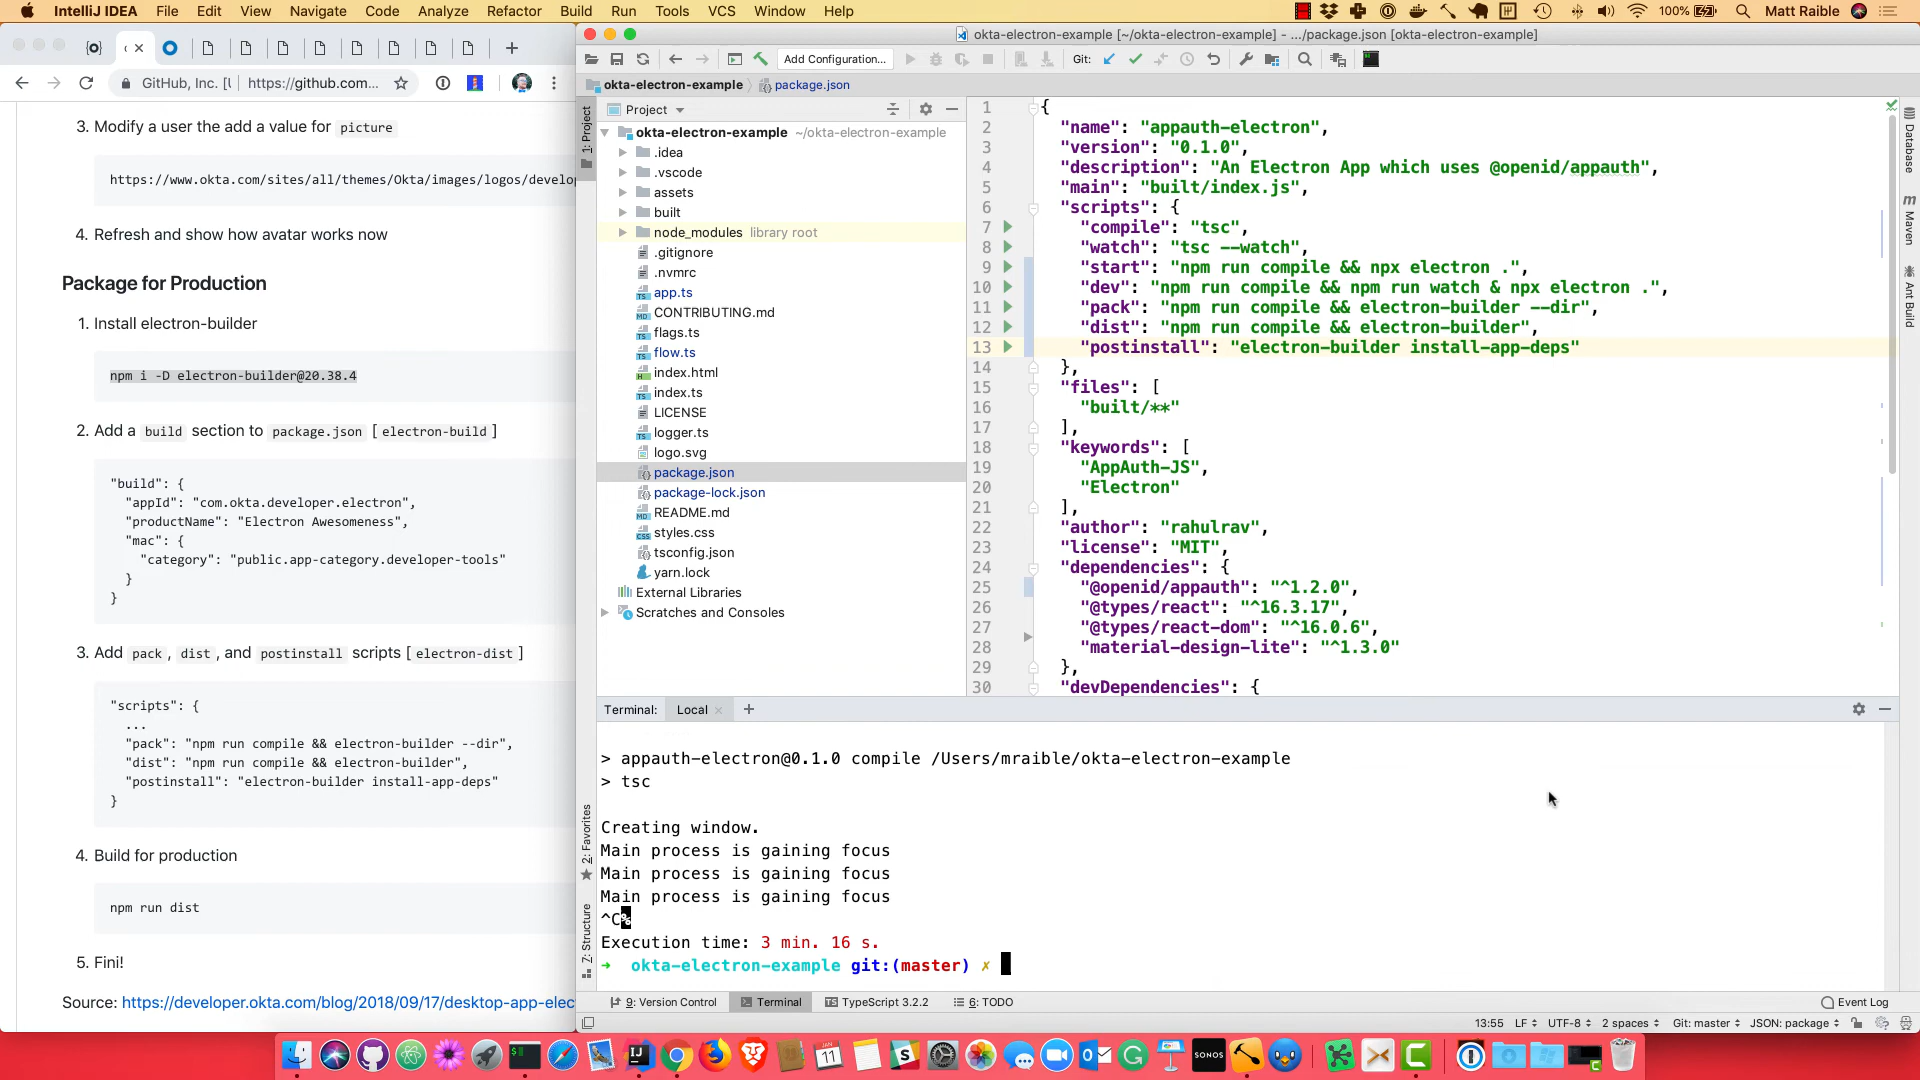 IntelliJ IDEA File Edit View Navigate Code Analyze Refactor Build Run Tools VCS Window Help 100% Matt Raible
okta-electron-example [~/okta-electron-example] - .../package.json [okta-electron-example]
GitHub, Inc. [U https://github.com...
3. Modify a user the add a value for picture
https://www.okta.com/sites/all/themes/Okta/images/logos/develop
4. Refresh and show how avatar works now
Package for Production
1. Install electron-builder
npm i -D electron-builder@20.38.4
2. Add a build section to package.json [ electron-build ]
"build": {
"appId": "com.okta.developer.electron",
"productName": "Electron Awesomeness",
"mac": {
"category": "public.app-category.developer-tools"
}
}
3. Add pack , dist , and postinstall scripts [ electron-dist ]
"scripts": {
...
"pack": "npm run compile && electron-builder --dir",
"dist": "npm run compile && electron-builder",
"postinstall": "electron-builder install-app-deps"
}
4. Build for production
npm run dist
5. Fini!
Source: https://developer.okta.com/blog/2018/09/17/desktop-app-elec
Add Configuration... Git:
okta-electron-example package.json
1: Project
2: Favorites
7: Structure
Project
okta-electron-example ~/okta-electron-example
.idea
.vscode
assets
built
node_modules library root
.gitignore
.nvmrc
app.ts
CONTRIBUTING.md
flags.ts
flow.ts
index.html
index.ts
LICENSE
logger.ts
logo.svg
package.json
package-lock.json
README.md
styles.css
tsconfig.json
yarn.lock
External Libraries
Scratches and Consoles
1 {
2 "name": "appauth-electron",
3 "version": "0.1.0",
4 "description": "An Electron App which uses @openid/appauth",
5 "main": "built/index.js",
6 "scripts": {
7 "compile": "tsc",
8 "watch": "tsc --watch",
9 "start": "npm run compile && npx electron .",
10 "dev": "npm run compile && npm run watch & npx electron .",
11 "pack": "npm run compile && electron-builder --dir",
12 "dist": "npm run compile && electron-builder",
13 "postinstall": "electron-builder install-app-deps"
14 },
15 "files": [
16 "built/**"
17 ],
18 "keywords": [
19 "AppAuth-JS",
20 "Electron"
21 ],
22 "author": "rahulrav",
23 "license": "MIT",
24 "dependencies": {
25 "@openid/appauth": "^1.2.0",
26 "@types/react": "^16.3.17",
27 "@types/react-dom": "^16.0.6",
28 "material-design-lite": "^1.3.0"
29 },
30 "devDependencies": {
Database
Maven
Ant Build
Terminal: Local
> appauth-electron@0.1.0 compile /Users/mraible/okta-electron-example
> tsc
Creating window.
Main process is gaining focus
Main process is gaining focus
Main process is gaining focus
^C%
Execution time: 3 min. 16 s.
→ okta-electron-example git:(master) ✗
9: Version Control Terminal TypeScript 3.2.2 6: TODO Event Log
13:55 LF UTF-8 2 spaces Git: master JSON: package
JAN 11
SONOS